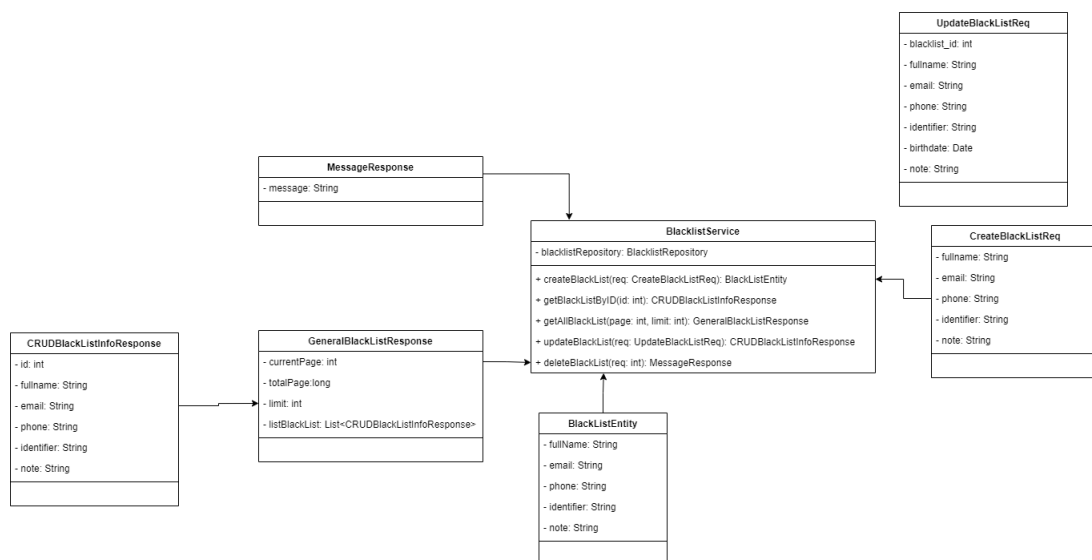 UpdateBlackListReq
- blacklist_id: int
- fullname: String
- email: String
- phone: String
- identifier: String
- birthdate: Date
- note: String
MessageResponse
- message: String
BlacklistService
- blacklistRepository: BlacklistRepository
+ createBlackList(req: CreateBlackListReq): BlackListEntity
+ getBlackListByID(id: int): CRUDBlackListInfoResponse
+ getAllBlackList(page: int, limit: int): GeneralBlackListResponse
+ updateBlackList(req: UpdateBlackListReq): CRUDBlackListInfoResponse
+ deleteBlackList(req: int): MessageResponse
CreateBlackListReq
- fullname: String
- email: String
- phone: String
- identifier: String
- note: String
CRUDBlackListInfoResponse
- id: int
- fullname: String
- email: String
- phone: String
- identifier: String
- note: String
GeneralBlackListResponse
- currentPage: int
- totalPage:long
- limit: int
- listBlackList: List<CRUDBlackListInfoResponse>
BlackListEntity
- fullName: String
- email: String
- phone: String
- identifier: String
- note: String